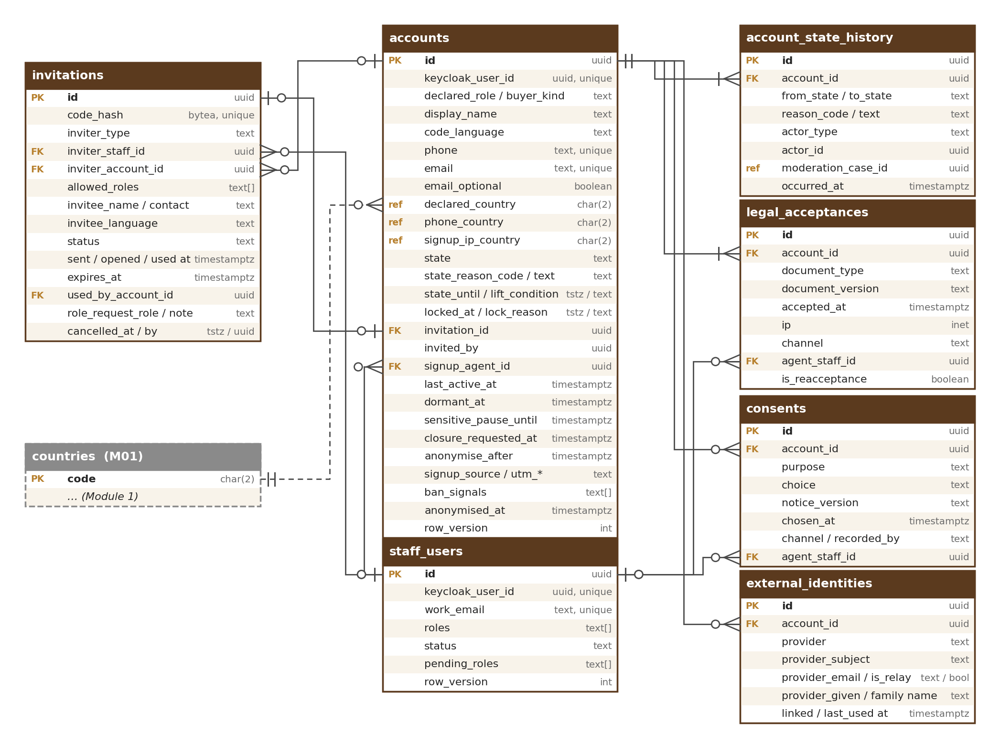 invitations
PK id uuid
code_hash bytea, unique
inviter_type text
FK inviter_staff_id uuid
FK inviter_account_id uuid
allowed_roles text[]
invitee_name / contact text
invitee_language text
status text
sent / opened / used at timestamptz
expires_at timestamptz
FK used_by_account_id uuid
role_request_role / note text
cancelled_at / by tstz / uuid
countries (M01)
PK code char(2)
... (Module 1)
accounts
PK id uuid
keycloak_user_id uuid, unique
declared_role / buyer_kind text
display_name text
code_language text
phone text, unique
email text, unique
email_optional boolean
ref declared_country char(2)
ref phone_country char(2)
ref signup_ip_country char(2)
state text
state_reason_code / text text
state_until / lift_condition tstz / text
locked_at / lock_reason tstz / text
FK invitation_id uuid
invited_by uuid
FK signup_agent_id uuid
last_active_at timestamptz
dormant_at timestamptz
sensitive_pause_until timestamptz
closure_requested_at timestamptz
anonymise_after timestamptz
signup_source / utm_* text
ban_signals text[]
anonymised_at timestamptz
row_version int
staff_users
PK id uuid
keycloak_user_id uuid, unique
work_email text, unique
roles text[]
status text
pending_roles text[]
row_version int
account_state_history
PK id uuid
FK account_id uuid
from_state / to_state text
reason_code / text text
actor_type text
actor_id uuid
ref moderation_case_id uuid
occurred_at timestamptz
legal_acceptances
PK id uuid
FK account_id uuid
document_type text
document_version text
accepted_at timestamptz
ip inet
channel text
FK agent_staff_id uuid
is_reacceptance boolean
consents
PK id uuid
FK account_id uuid
purpose text
choice text
notice_version text
chosen_at timestamptz
channel / recorded_by text
FK agent_staff_id uuid
external_identities
PK id uuid
FK account_id uuid
provider text
provider_subject text
provider_email / is_relay text / bool
provider_given / family name text
linked / last_used at timestamptz